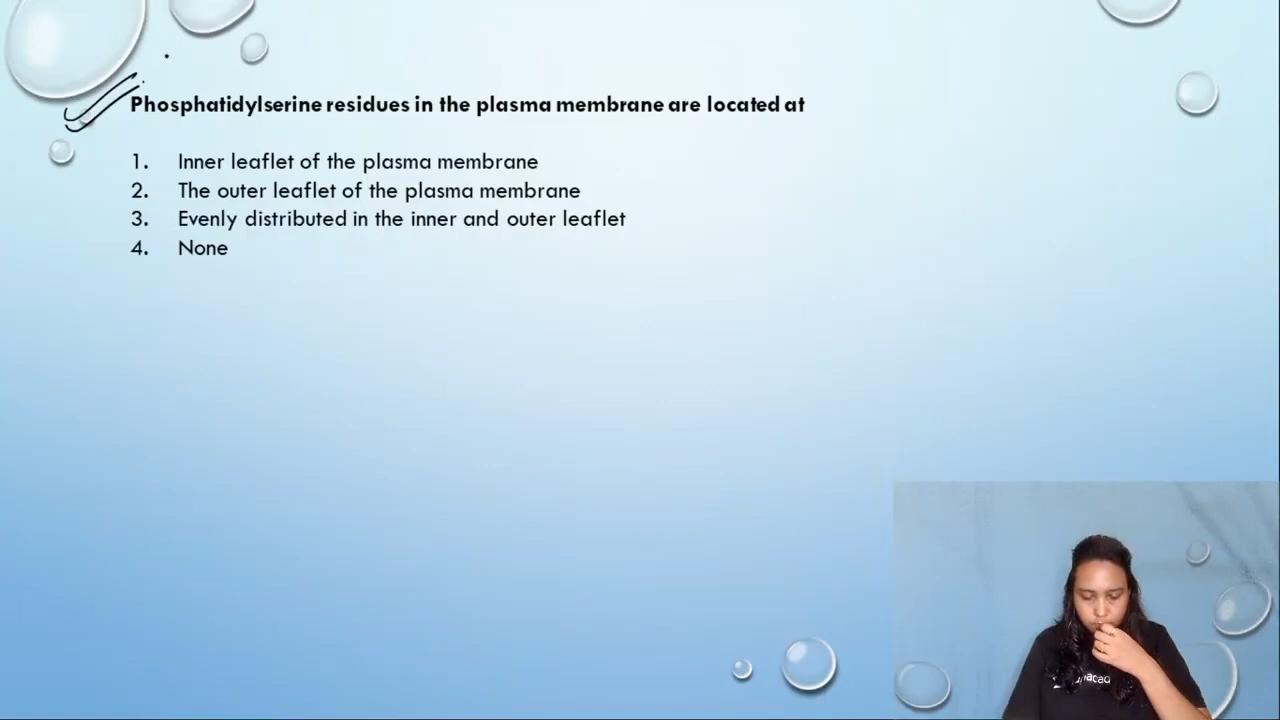 Phosphatidylserine residues in the plasma membrane are located at
1. Inner leaflet of the plasma membrane
2. The outer leaflet of the plasma membrane
3. Evenly distributed in the inner and outer leaflet
4. None